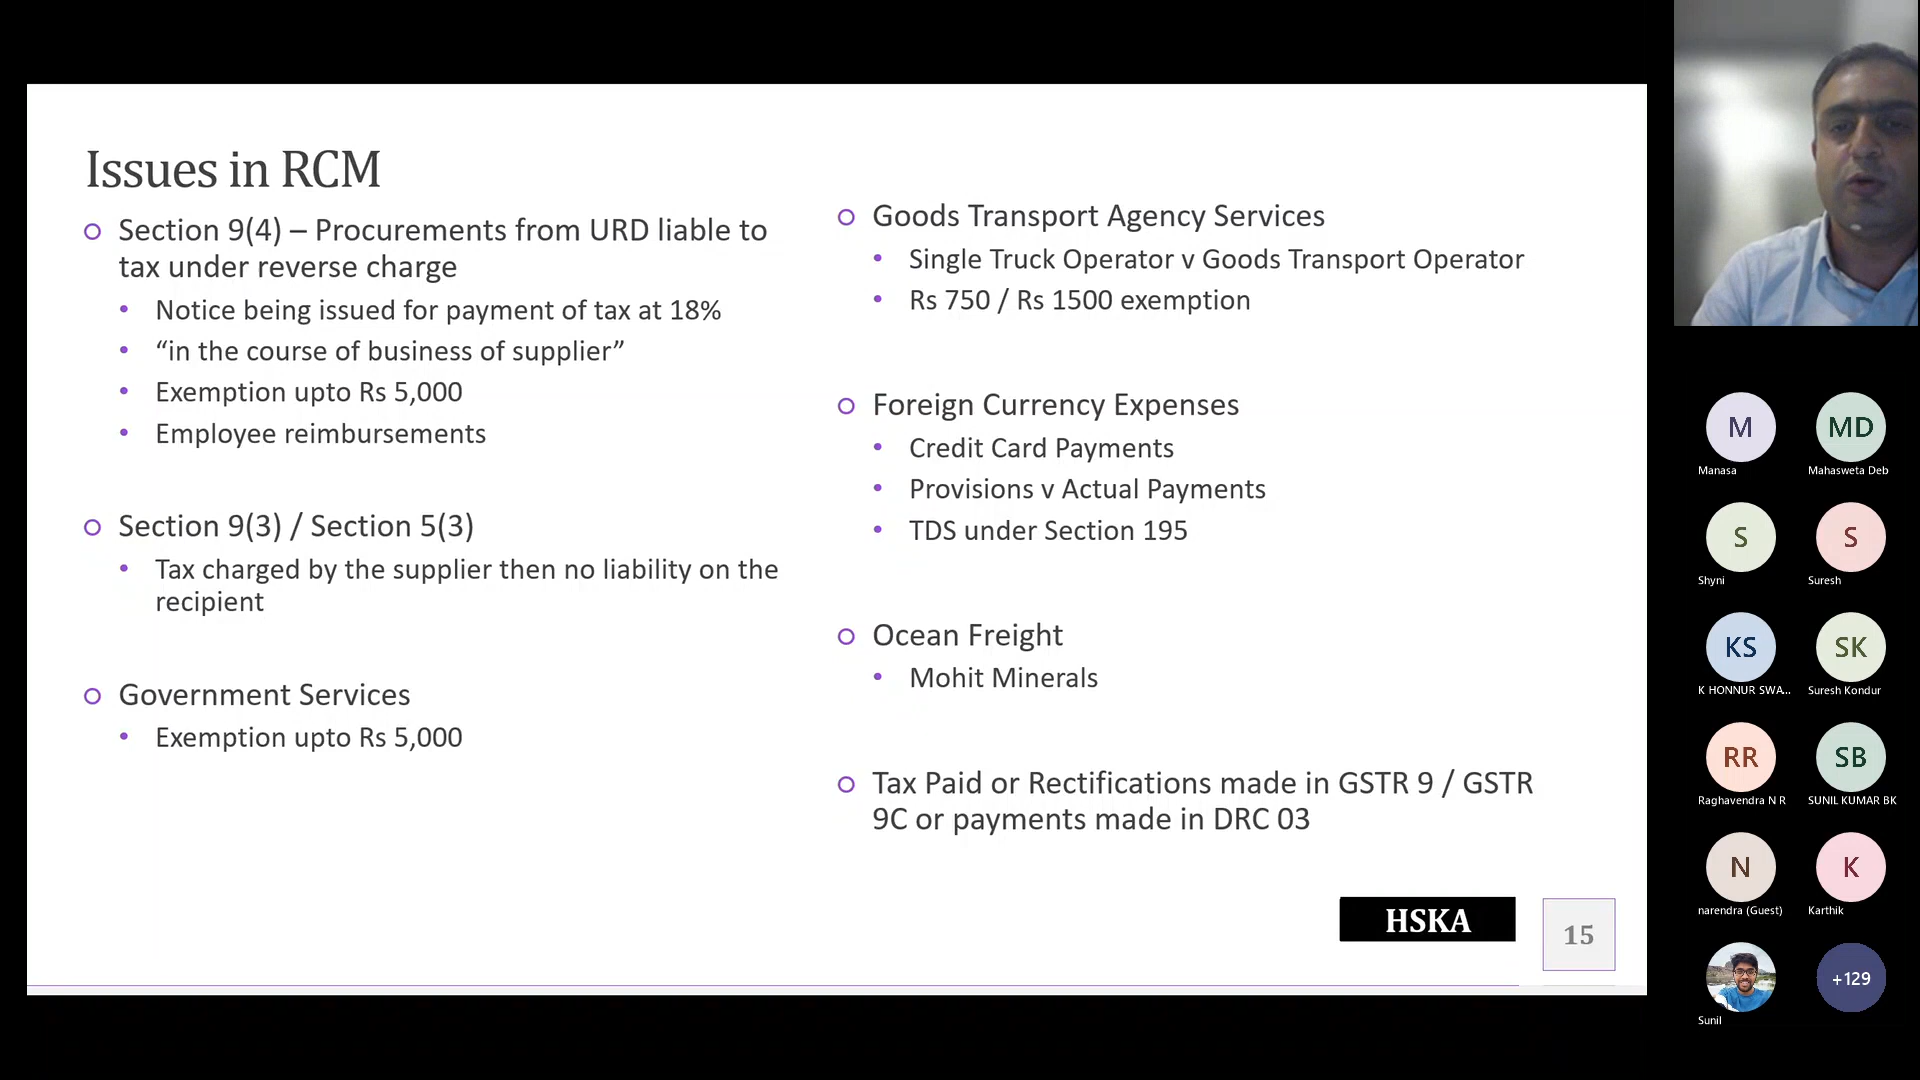 Issues in RCM
Section 9(4) – Procurements from URD liable to
tax under reverse charge
Notice being issued for payment of tax at 18%
“in the course of business of supplier”
Exemption upto Rs 5,000
Employee reimbursements
Section 9(3) / Section 5(3)
Tax charged by the supplier then no liability on the
recipient
Government Services
Exemption upto Rs 5,000
Goods Transport Agency Services
Single Truck Operator v Goods Transport Operator
Rs 750 / Rs 1500 exemption
Foreign Currency Expenses
Credit Card Payments
Provisions v Actual Payments
TDS under Section 195
Ocean Freight
Mohit Minerals
Tax Paid or Rectifications made in GSTR 9 / GSTR
9C or payments made in DRC 03
HSKA
15
M
MD
Manasa
Mahasweta Deb
S
S
Shyni
Suresh
KS
SK
K HONNUR SWA...
Suresh Kondur
RR
SB
Raghavendra N R
SUNIL KUMAR BK
N
K
narendra (Guest)
Karthik
+129
Sunil